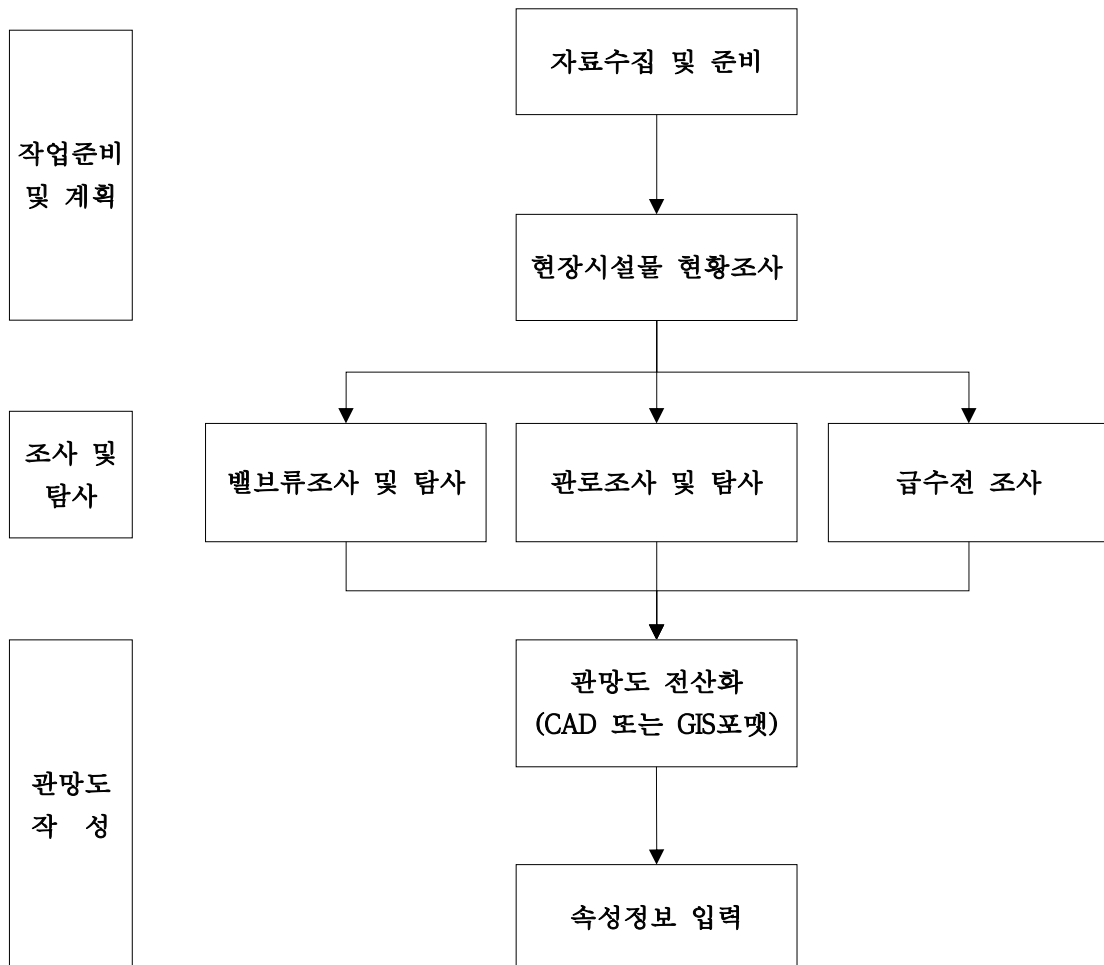 작업준비
및 계획
자료수집 및 준비
현장시설물 현황조사
조사 및
탐사
밸브류조사 및 탐사
관로조사 및 탐사
급수전 조사
관망도
작 성
관망도 전산화
(CAD 또는 GIS포맷)
속성정보 입력